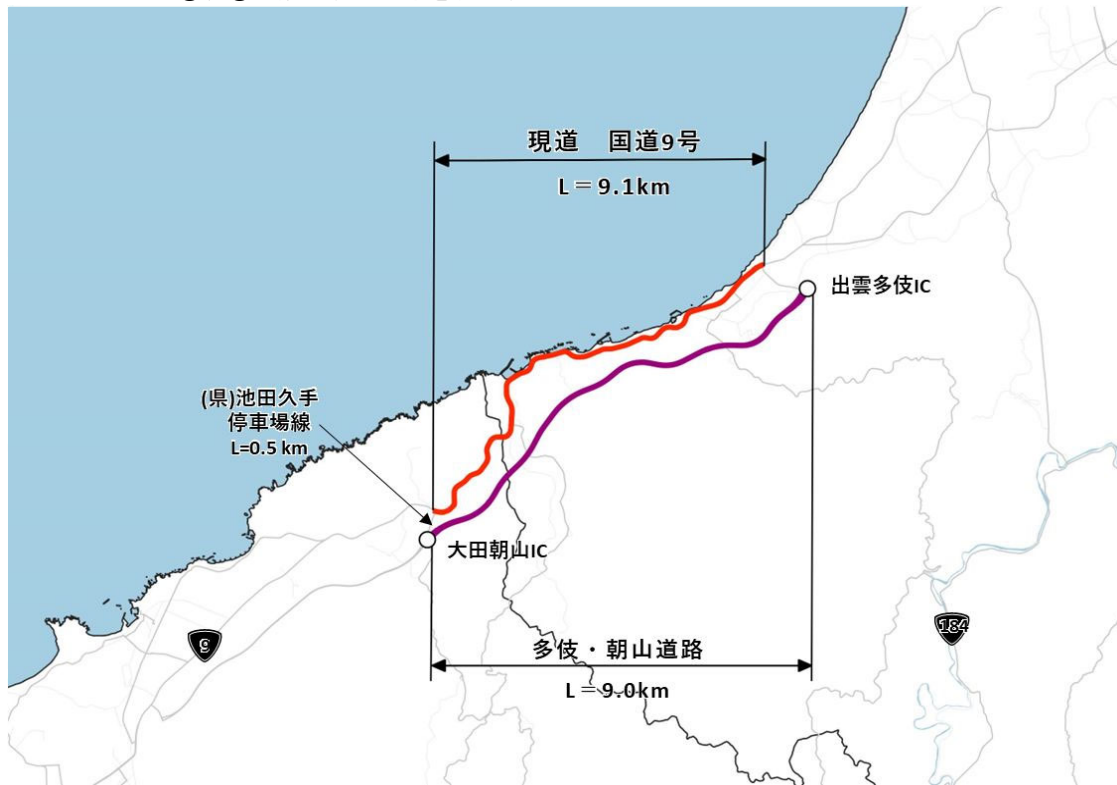 現道　国道9号
L＝9.1km
出雲多伎IC
(県)池田久手
停車場線
L=0.5 km
大田朝山IC
9
184
多伎・朝山道路
L＝9.0km